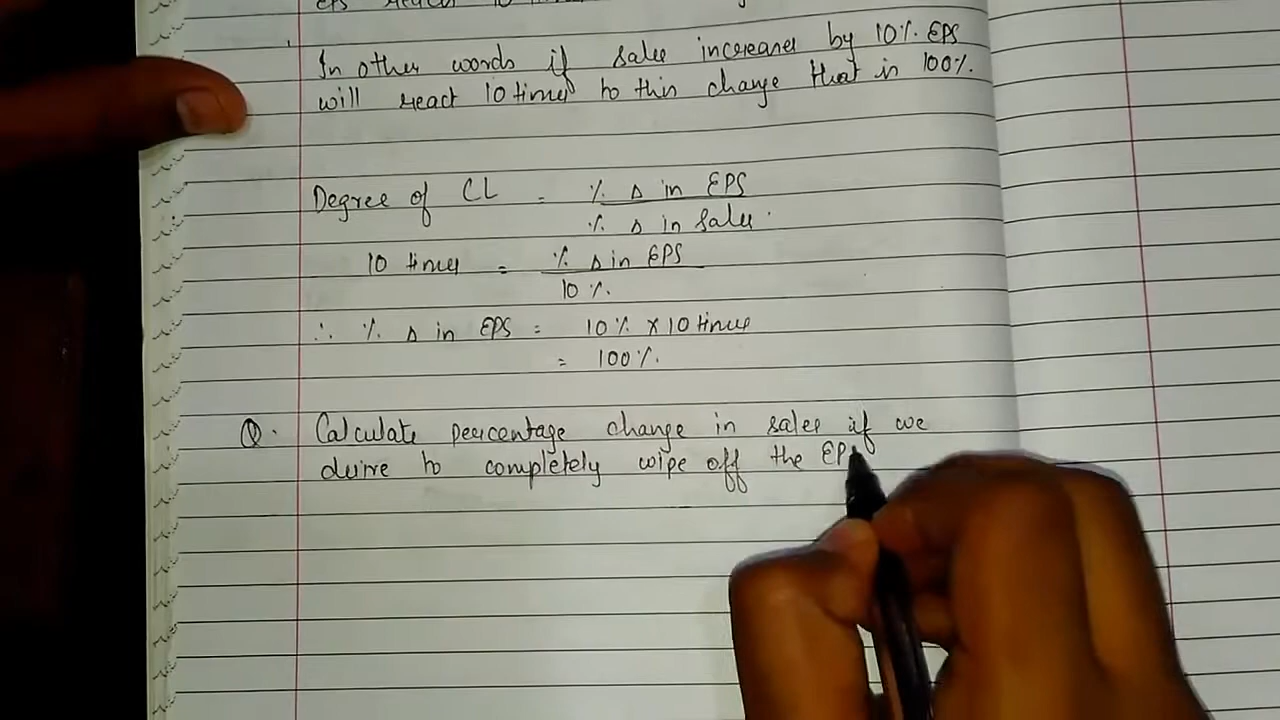 In other words if sales increases by 10% EPS
will react 10 times to this change that is 100%.
Degree of CL = % Δ in EPS
% Δ in Sales
10 times = % Δ in EPS
10 %.
∴ % Δ in EPS = 10% x 10 times
= 100%.
Q. Calculate percentage change in sales if we
desire to completely wipe off the EPS